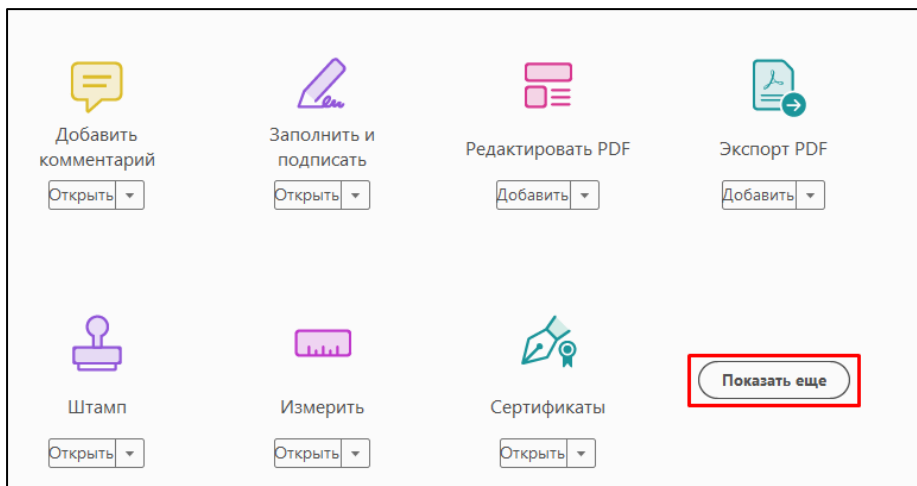 Добавить
комментарий
Открыть
Заполнить и
подписать
Открыть
Редактировать PDF
Добавить
Экспорт PDF
Добавить
Штамп
Открыть
Измерить
Открыть
Сертификаты
Открыть
Показать еще